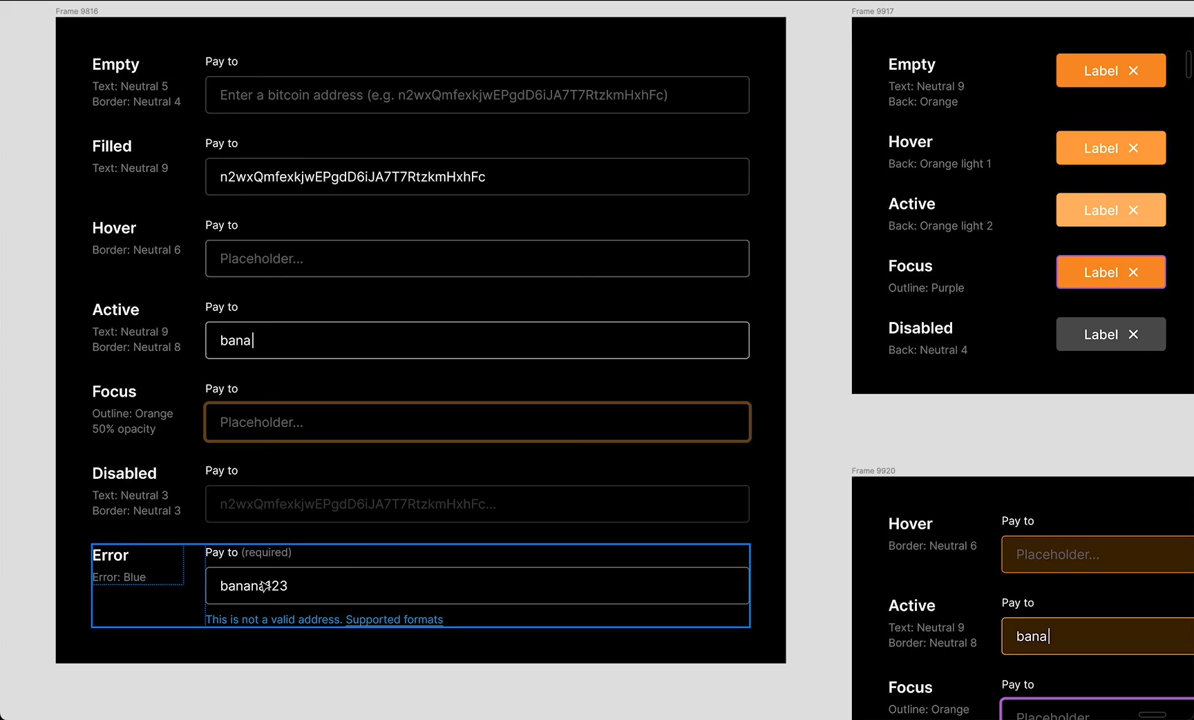 Frame 9816
Empty
Text: Neutral 5
Border: Neutral 4
Pay to
Enter a bitcoin address (e.g. n2wxQmfexkjwEPgdD6iJA7T7RtzkmHxhFc)
Filled
Text: Neutral 9
Pay to
n2wxQmfexkjwEPgdD6iJA7T7RtzkmHxhFc
Hover
Border: Neutral 6
Pay to
Placeholder...
Active
Text: Neutral 9
Border: Neutral 8
Pay to
bana
Focus
Outline: Orange
50% opacity
Pay to
Placeholder...
Disabled
Text: Neutral 3
Border: Neutral 3
Pay to
n2wxQmfexkjwEPgdD6iJA7T7RtzkmHxhFc...
Error
Error: Blue
Pay to (required)
banana123
This is not a valid address. Supported formats
Frame 9917
Empty
Text: Neutral 9
Back: Orange
Label
Hover
Back: Orange light 1
Label
Active
Back: Orange light 2
Label
Focus
Outline: Purple
Label
Disabled
Back: Neutral 4
Label
Frame 9920
Hover
Border: Neutral 6
Pay to
Placeholder...
Active
Text: Neutral 9
Border: Neutral 8
Pay to
bana
Focus
Outline: Orange
Pay to
Placeholder